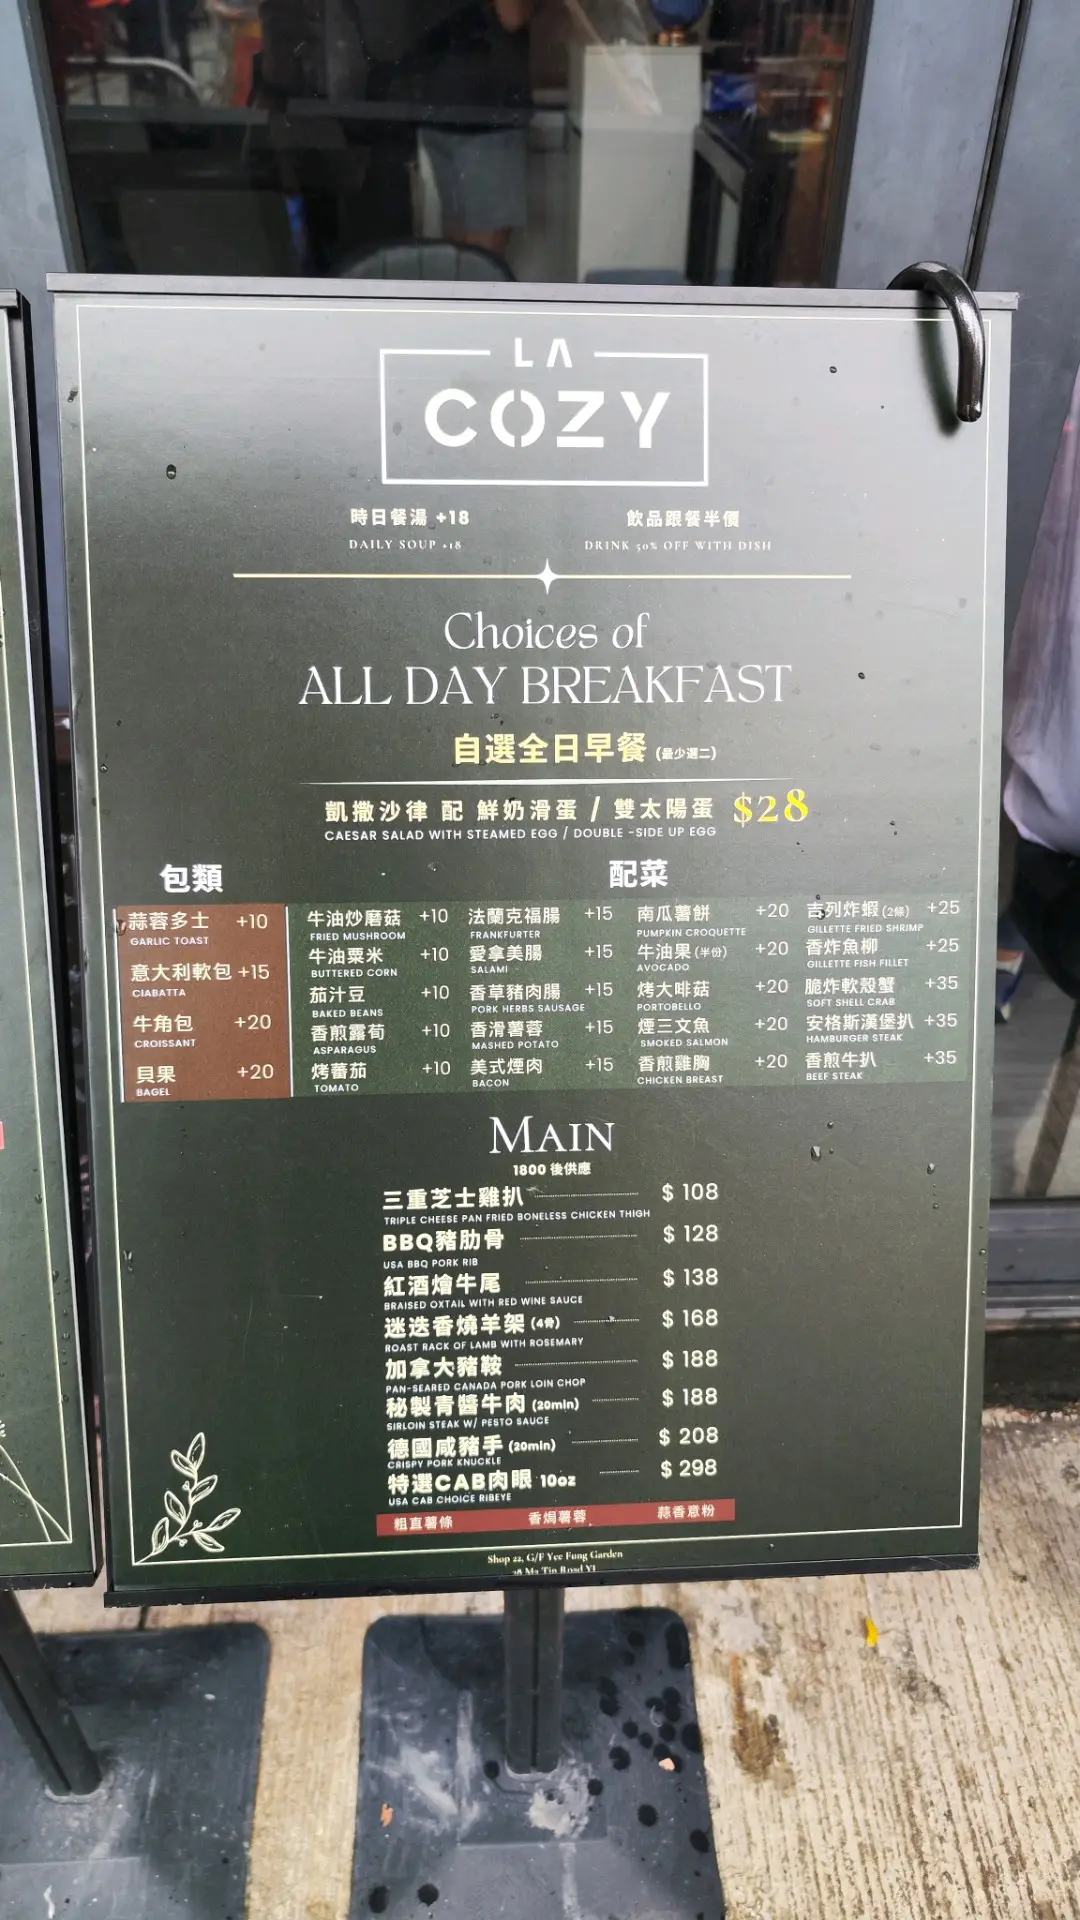 LA
COZY
時日餐湯 +18
DAILY SOUP +18
飲品跟餐半價
DRINK 50% OFF WITH DISH
Choices of
ALL DAY BREAKFAST
自選全日早餐 (最少選二)
凱撒沙律 配 鮮奶滑蛋 / 雙太陽蛋 $28
CAESAR SALAD WITH STEAMED EGG / DOUBLE -SIDE UP EGG
包類
蒜蓉多士 +10
GARLIC TOAST
意大利軟包 +15
CIABATTA
牛角包 +20
CROISSANT
貝果 +20
BAGEL
配菜
牛油炒磨菇 +10
FRIED MUSHROOM
牛油粟米 +10
BUTTERED CORN
茄汁豆 +10
BAKED BEANS
香煎露荀 +10
ASPARAGUS
烤蕃茄 +10
TOMATO
法蘭克福腸 +15
FRANKFURTER
愛拿美腸 +15
SALAMI
香草豬肉腸 +15
PORK HERBS SAUSAGE
香滑薯蓉 +15
MASHED POTATO
美式煙肉 +15
BACON
南瓜薯餅 +20
PUMPKIN CROQUETTE
牛油果 (半份) +20
AVOCADO
烤大啡菇 +20
PORTOBELLO
煙三文魚 +20
SMOKED SALMON
香煎雞胸 +20
CHICKEN BREAST
吉列炸蝦 (2條) +25
GILLETTE FRIED SHRIMP
香炸魚柳 +25
GILLETTE FISH FILLET
脆炸軟殼蟹 +35
SOFT SHELL CRAB
安格斯漢堡扒 +35
HAMBURGER STEAK
香煎牛扒 +35
BEEF STEAK
MAIN
1800 後供應
三重芝士雞扒 $ 108
TRIPLE CHEESE PAN FRIED BONELESS CHICKEN THIGH
BBQ豬肋骨 $ 128
USA BBQ PORK RIB
紅酒燴牛尾 $ 138
BRAISED OXTAIL WITH RED WINE SAUCE
迷迭香燒羊架 (4骨) $ 168
ROAST RACK OF LAMB WITH ROSEMARY
加拿大豬鞍 $ 188
PAN-SEARED CANADA PORK LOIN CHOP
秘製青醬牛肉 (20min) $ 188
SIRLOIN STEAK W/ PESTO SAUCE
德國咸豬手 (20min) $ 208
CRISPY PORK KNUCKLE
特選CAB肉眼 10oz $ 298
USA CAB CHOICE RIBEYE
粗直薯條 香焗薯蓉 蒜香意粉
Shop 22, G/F Yee Fung Garden
28 Ma Tin Road YL